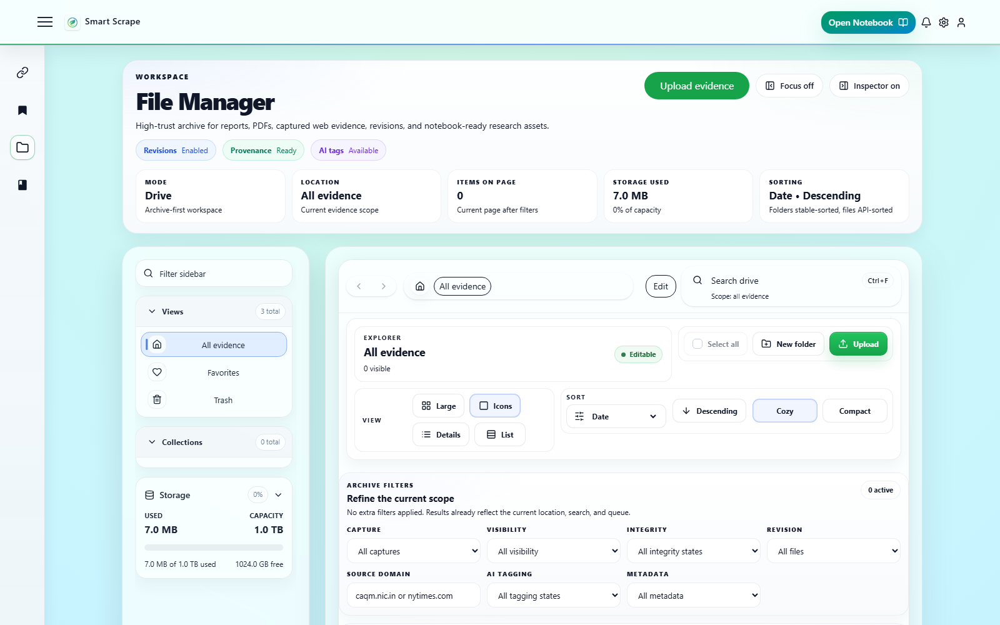 Smart Scrape
Open Notebook
WORKSPACE
File Manager
High-trust archive for reports, PDFs, captured web evidence, revisions, and notebook-ready research assets.
Upload evidence
Focus off
Inspector on
Revisions Enabled
Provenance Ready
AI tags Available
MODE
Drive
Archive-first workspace
LOCATION
All evidence
Current evidence scope
ITEMS ON PAGE
0
Current page after filters
STORAGE USED
7.0 MB
0% of capacity
SORTING
Date • Descending
Folders stable-sorted, files API-sorted
Filter sidebar
Views
3 total
All evidence
Favorites
Trash
Collections
0 total
Storage
0%
USED
CAPACITY
7.0 MB
1.0 TB
7.0 MB of 1.0 TB used
1024.0 GB free
All evidence
Edit
Search drive
Ctrl+F
Scope: all evidence
EXPLORER
All evidence
0 visible
Editable
Select all
New folder
Upload
VIEW
Large
Icons
Details
List
SORT
Date
Descending
Cozy
Compact
ARCHIVE FILTERS
Refine the current scope
No extra filters applied. Results already reflect the current location, search, and queue.
0 active
CAPTURE
All captures
VISIBILITY
All visibility
INTEGRITY
All integrity states
REVISION
All files
SOURCE DOMAIN
caqm.nic.in or nytimes.com
AI TAGGING
All tagging states
METADATA
All metadata